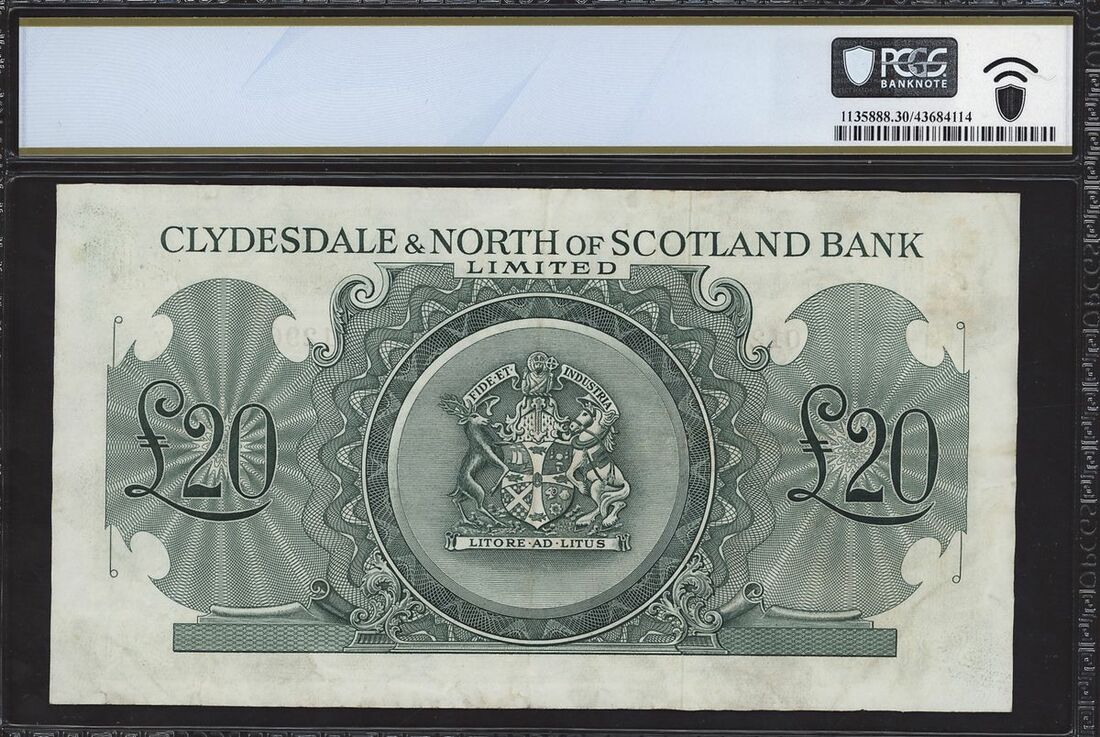 PCGS
BANKNOTE
1135888.30/43684114
CLYDESDALE & NORTH OF SCOTLAND BANK
LIMITED
FIDE·ET INDUSTRIA
£20 £20
LITORE·AD·LITUS